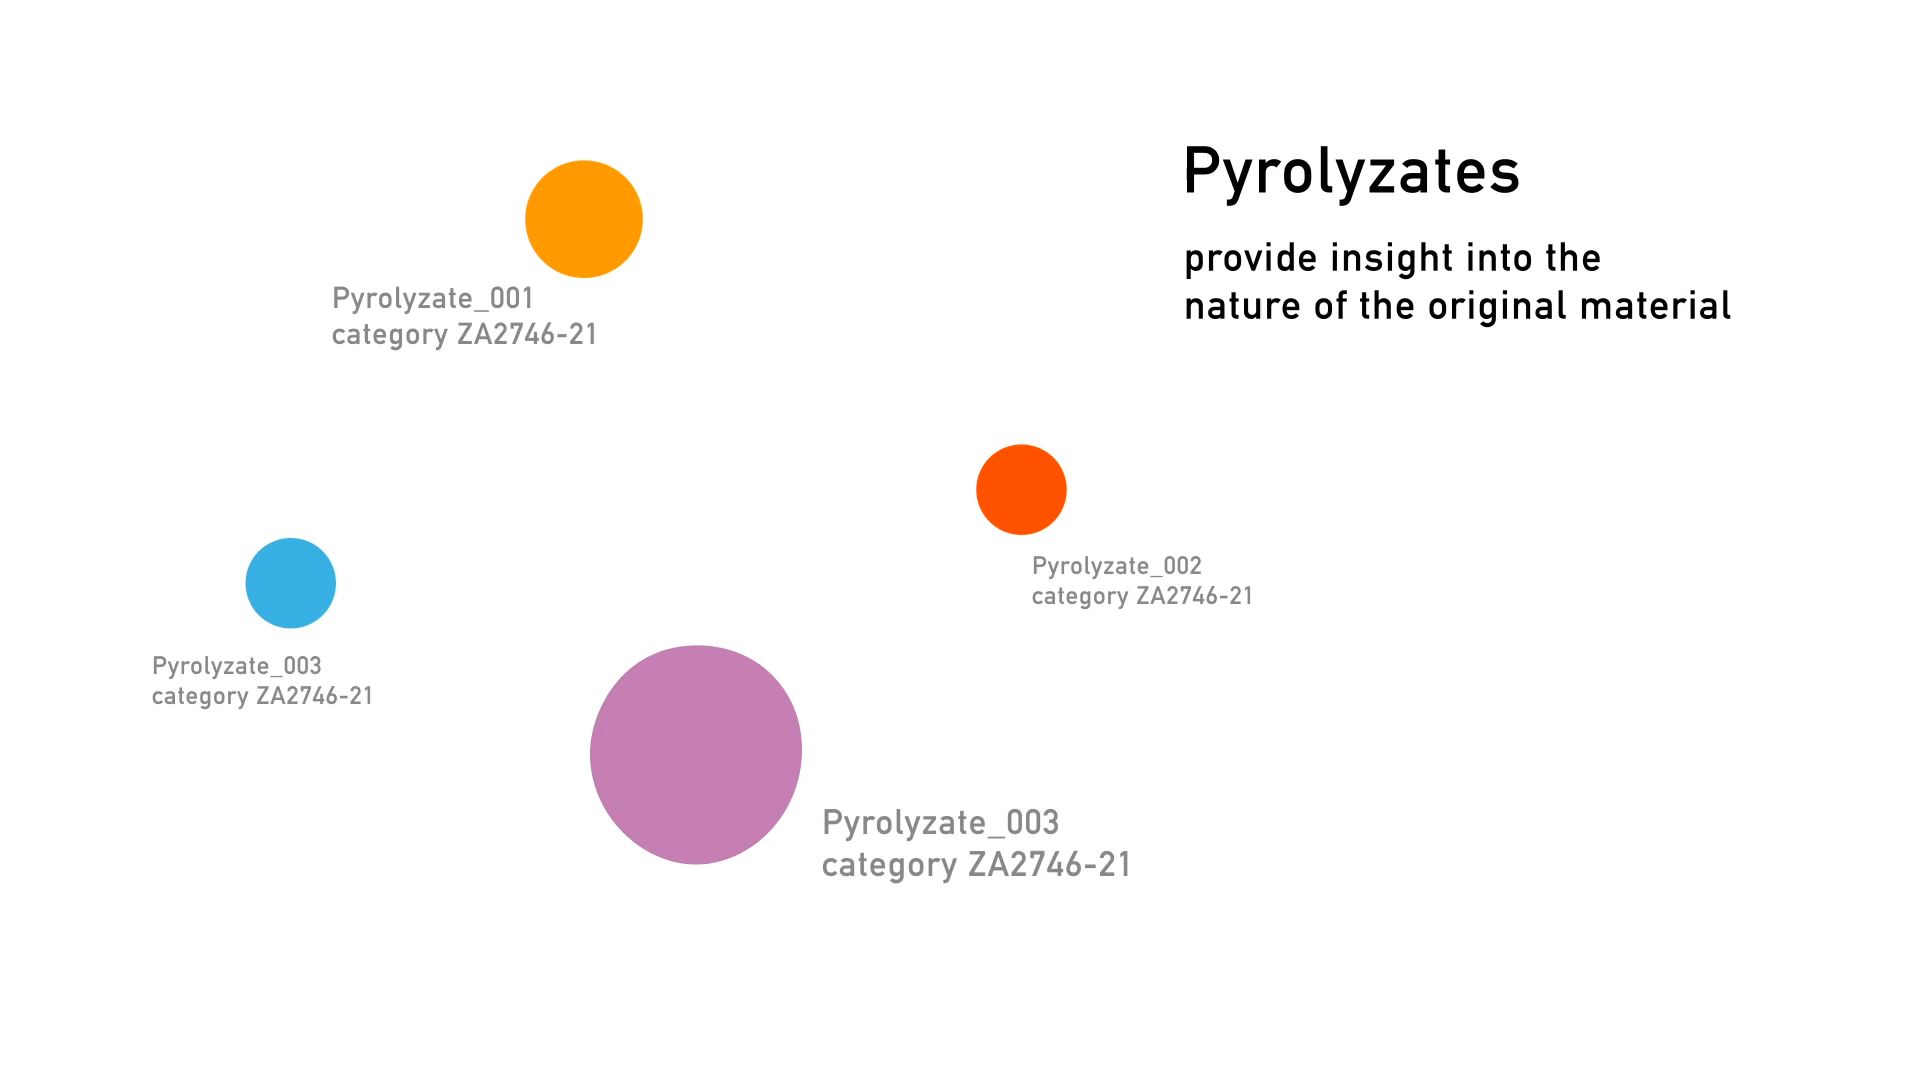 Pyrolyzates
provide insight into the
nature of the original material
Pyrolyzate_001
category ZA2746-21
Pyrolyzate_002
category ZA2746-21
Pyrolyzate_003
category ZA2746-21
Pyrolyzate_003
category ZA2746-21